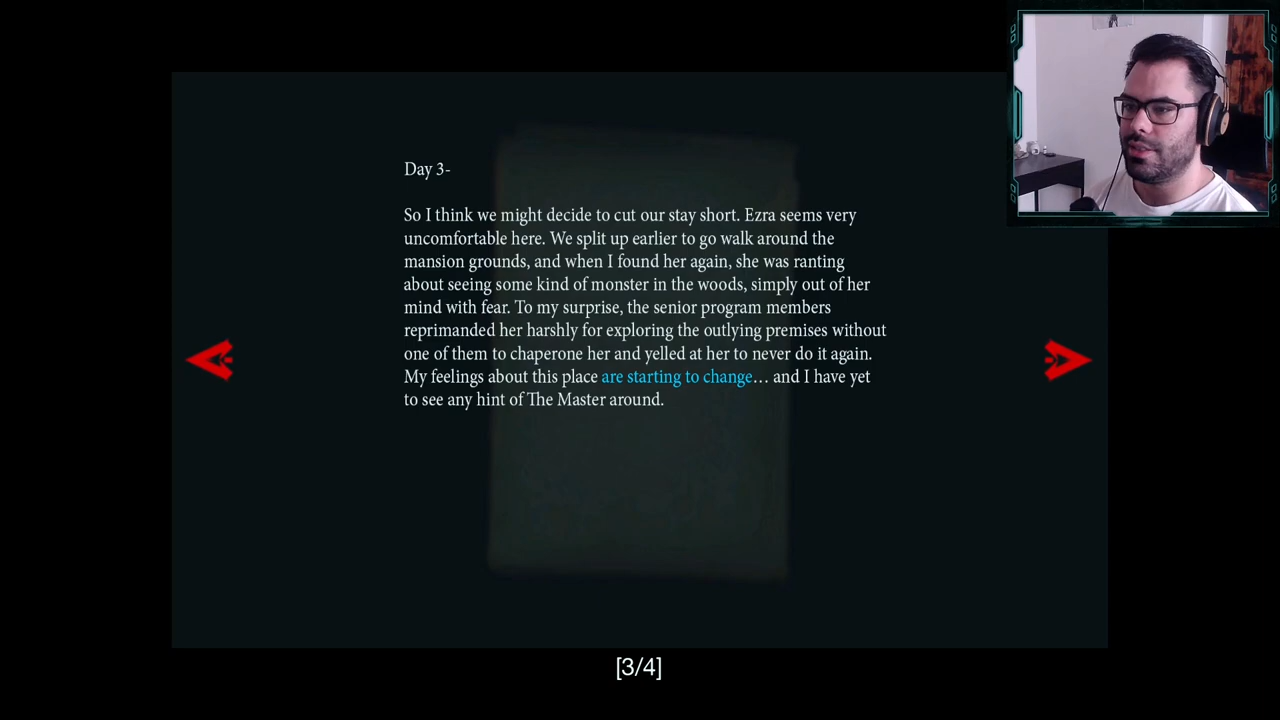 Day 3-
So I think we might decide to cut our stay short. Ezra seems very
uncomfortable here. We split up earlier to go walk around the
mansion grounds, and when I found her again, she was ranting
about seeing some kind of monster in the woods, simply out of her
mind with fear. To my surprise, the senior program members
reprimanded her harshly for exploring the outlying premises without
one of them to chaperone her and yelled at her to never do it again.
My feelings about this place are starting to change... and I have yet
to see any hint of The Master around.
[3/4]